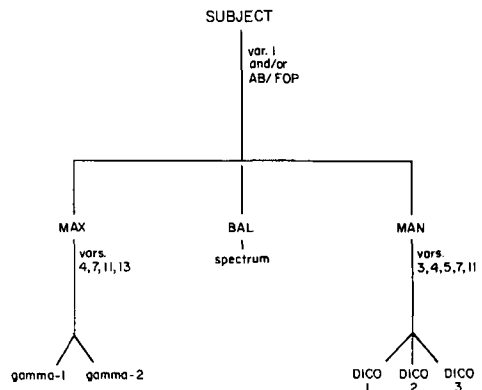 SUBJECT
var. 1
and/or
AB/FOP
MAX
BAL
MAN
vars.
4,7,11,13
spectrum
vars.
3,4,5,7,11
gamma-1 gamma-2
DICO DICO DICO
1 2 3